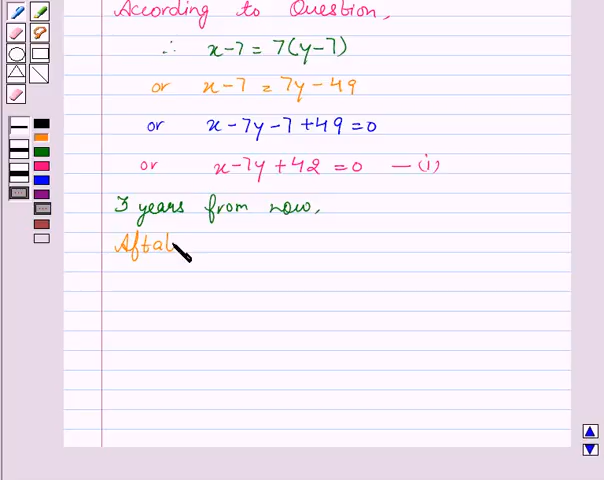 According to Question,
∴ x-7 = 7(y-7)
or x-7 = 7y-49
or x-7y-7+49=0
or x-7y+42=0 —(i)
3 years from now,
Aftab